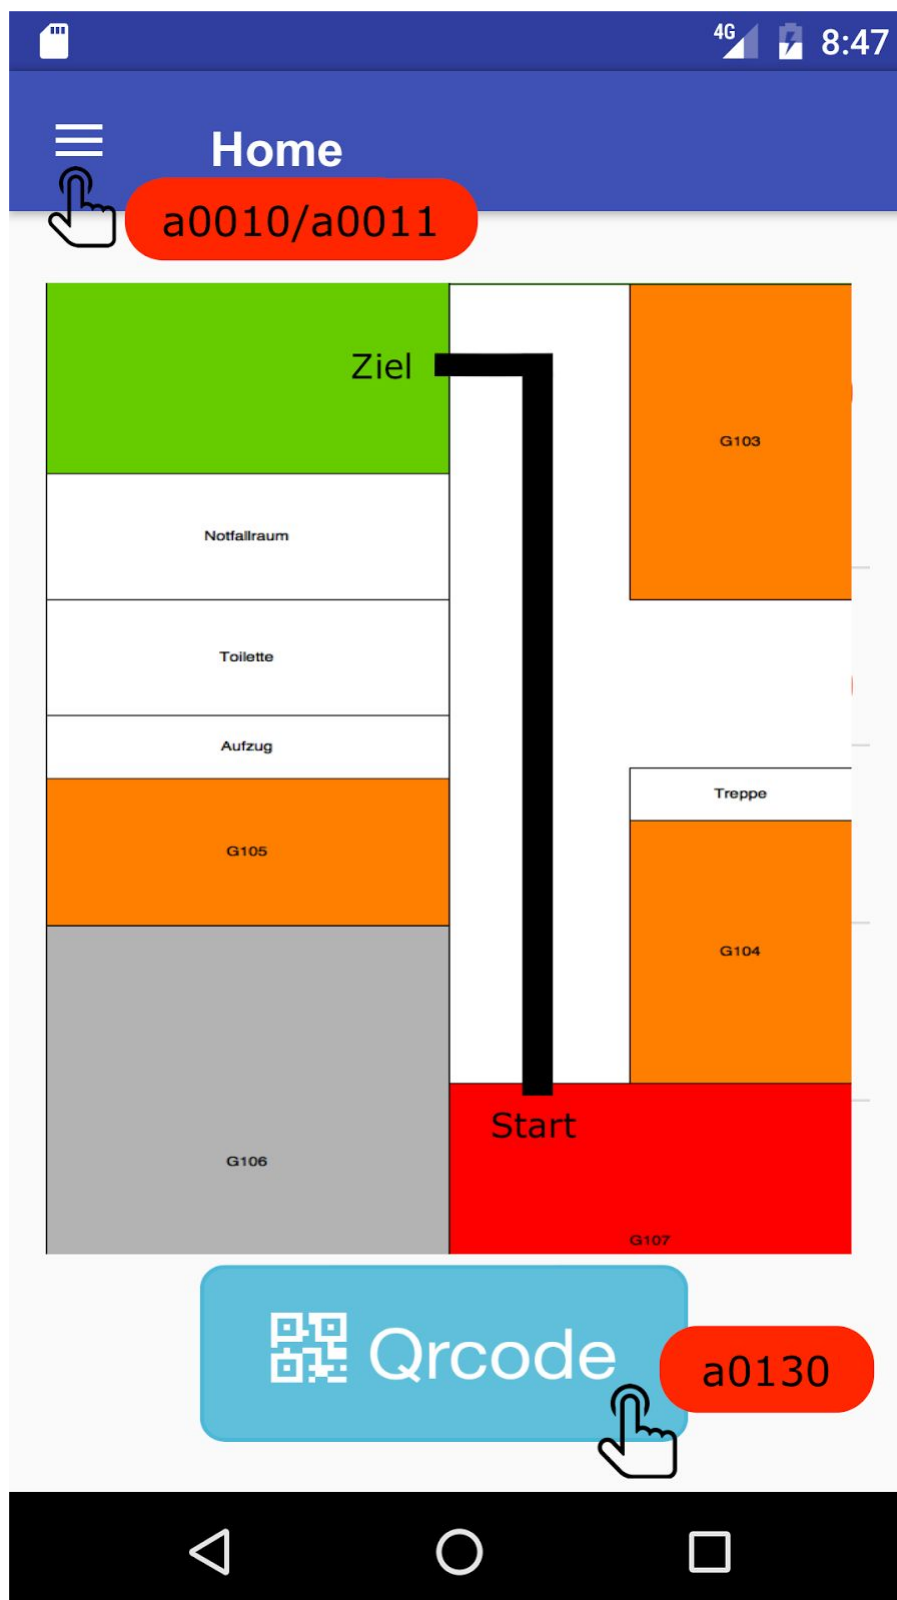 4G 8:47
Home
a0010/a0011
Ziel
G103
Notfallraum
Toilette
Aufzug
Treppe
G105
G104
Start
G106
G107
Qrcode
a0130